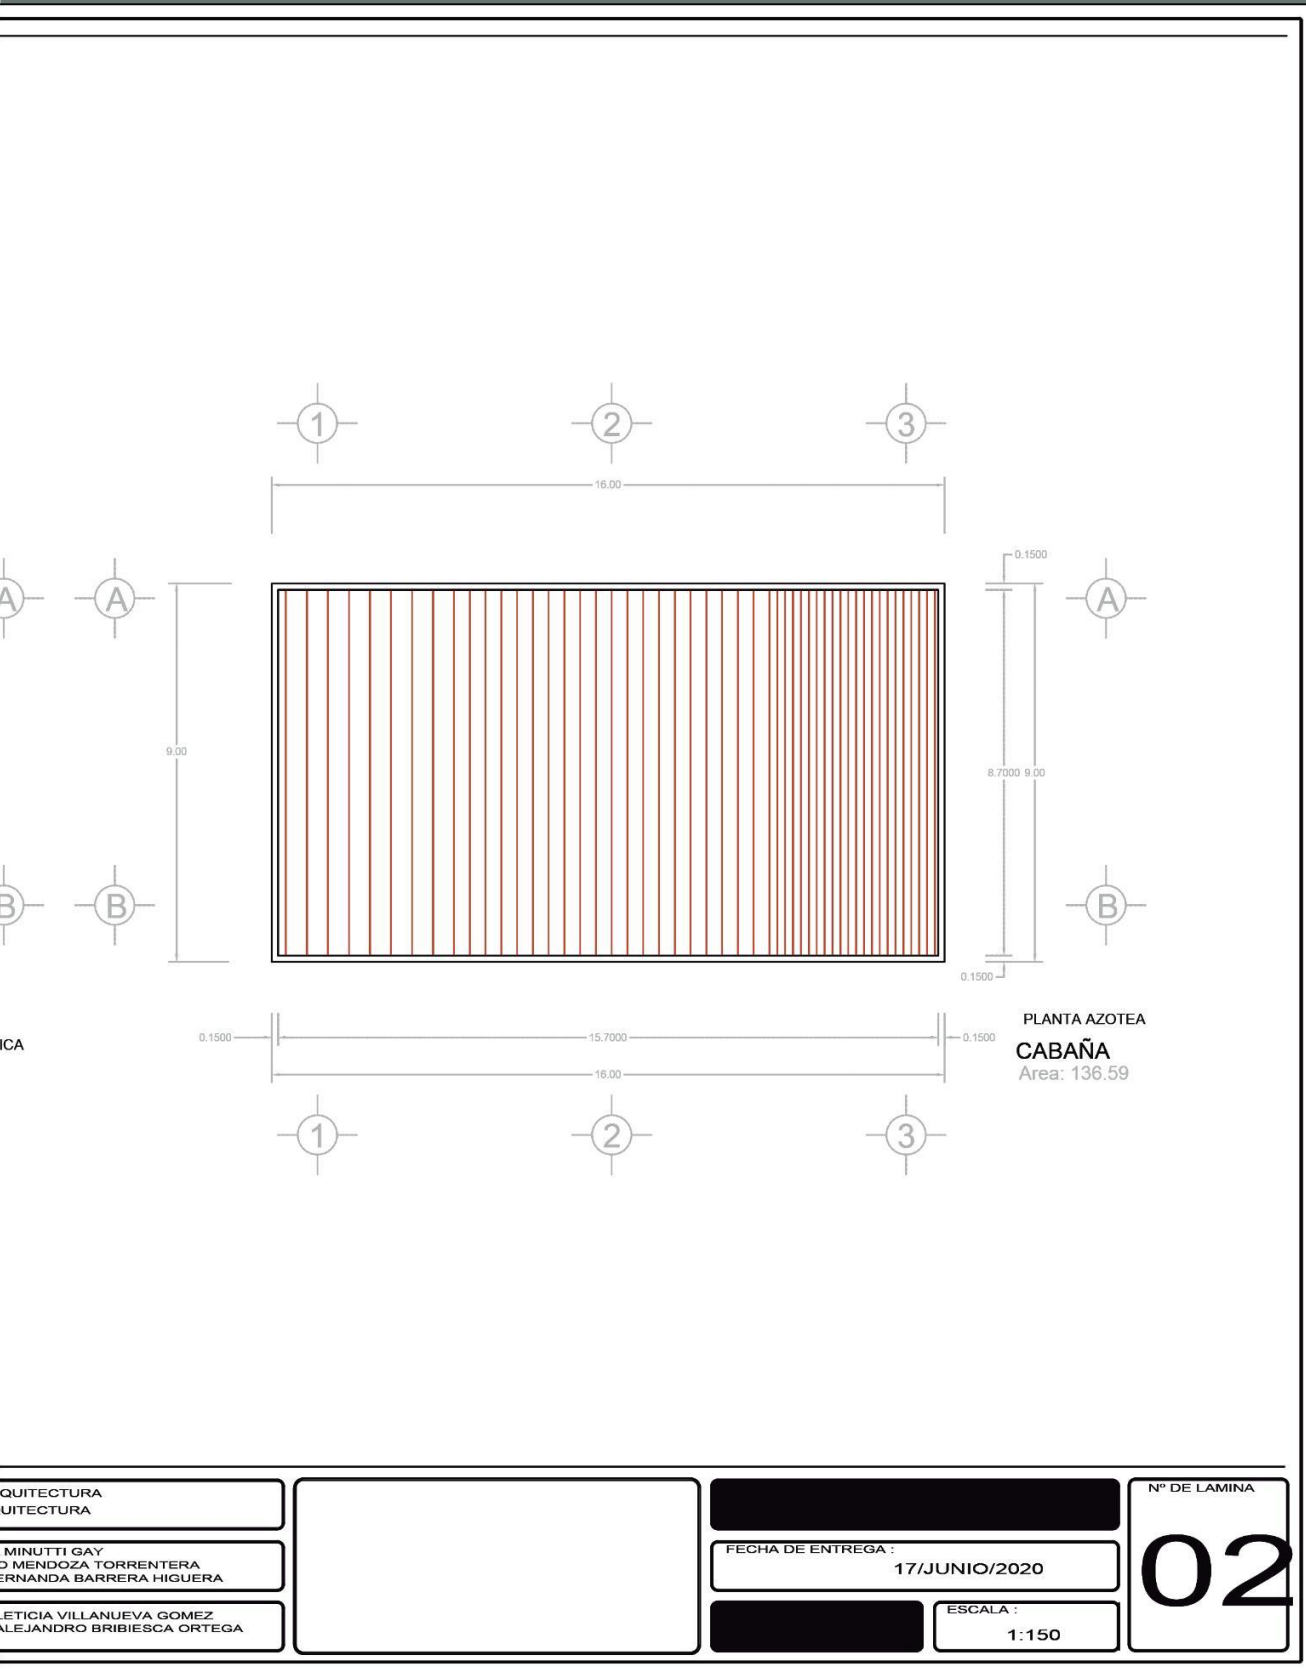 1 2 3
16.00
0.1500
A A A
9.00
8.7000 9.00
B B B
0.1500
PLANTA AZOTEA
0.1500 15.7000 0.1500
ICA
CABAÑA
Area: 136.59
16.00
1 2 3
QUITECTURA
UITECTURA
MINUTTI GAY
O MENDOZA TORRENTERA
ERNANDA BARRERA HIGUERA
LETICIA VILLANUEVA GOMEZ
ALEJANDRO BRIBIESCA ORTEGA
FECHA DE ENTREGA :
17/JUNIO/2020
ESCALA :
1:150
Nº DE LAMINA
02